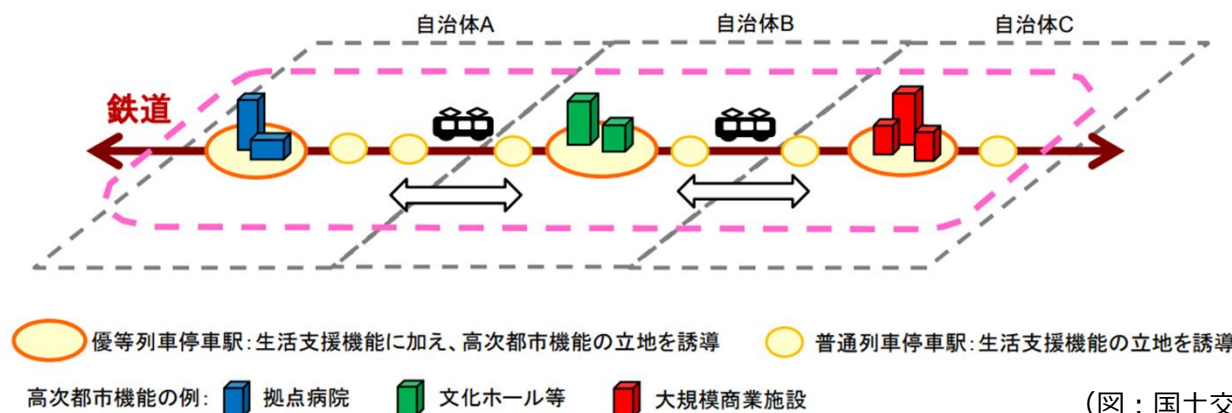 自治体A
自治体B
自治体C
鉄道
優等列車停車駅:生活支援機能に加え、高次都市機能の立地を誘導
普通列車停車駅:生活支援機能の立地を誘導
高次都市機能の例:
拠点病院
文化ホール等
大規模商業施設
(図:国土交